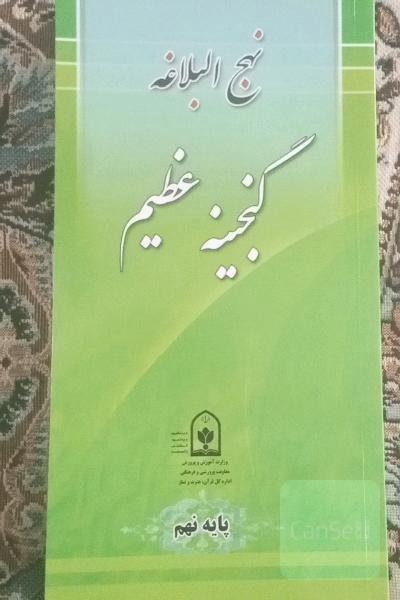 نهج البلاغه
گنجینه عظیم
وزارت آموزش و پرورش
معاونت پرورشی و فرهنگی
اداره کل قرآن، عترت و نماز
پایه نهم